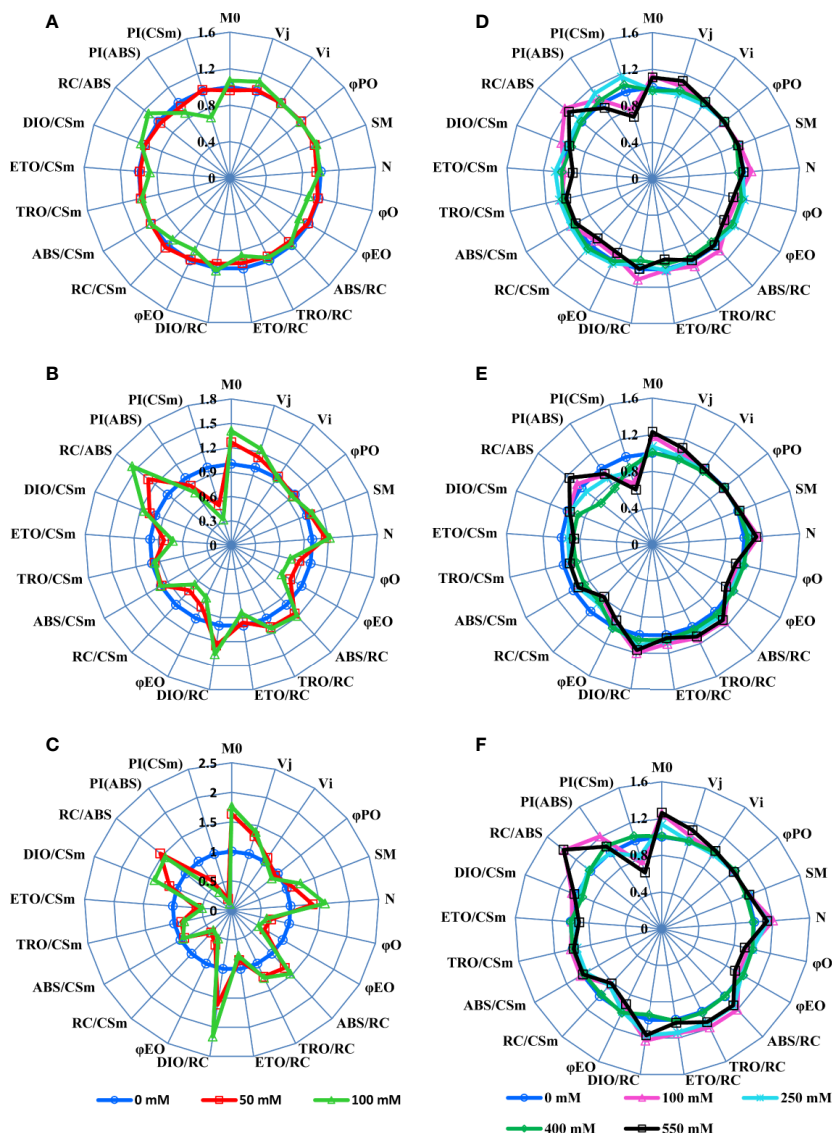 A
M0
Vj
Vi
φPO
SM
N
φO
φEO
ABS/RC
TRO/RC
ETO/RC
DIO/RC
φEO
RC/CSm
ABS/CSm
TRO/CSm
ETO/CSm
DIO/CSm
RC/ABS
PI(ABS)
PI(CSm)
1.6
1.2
0.8
0.4
0
D
M0
Vj
Vi
φPO
SM
N
φO
φEO
ABS/RC
TRO/RC
ETO/RC
DIO/RC
φEO
RC/CSm
ABS/CSm
TRO/CSm
ETO/CSm
DIO/CSm
RC/ABS
PI(ABS)
PI(CSm)
1.6
1.2
0.8
0.4
0
B
M0
Vj
Vi
φPO
SM
N
φO
φEO
ABS/RC
TRO/RC
ETO/RC
DIO/RC
φEO
RC/CSm
ABS/CSm
TRO/CSm
ETO/CSm
DIO/CSm
RC/ABS
PI(ABS)
PI(CSm)
1.8
1.5
1.2
0.9
0.6
0.3
0
E
M0
Vj
Vi
φPO
SM
N
φO
φEO
ABS/RC
TRO/RC
ETO/RC
DIO/RC
φEO
RC/CSm
ABS/CSm
TRO/CSm
ETO/CSm
DIO/CSm
RC/ABS
PI(ABS)
PI(CSm)
1.6
1.2
0.8
0.4
0
C
M0
Vj
Vi
φPO
SM
N
φO
φEO
ABS/RC
TRO/RC
ETO/RC
DIO/RC
φEO
RC/CSm
ABS/CSm
TRO/CSm
ETO/CSm
DIO/CSm
RC/ABS
PI(ABS)
PI(CSm)
2.5
2
1.5
1
0.5
0
F
M0
Vj
Vi
φPO
SM
N
φO
φEO
ABS/RC
TRO/RC
ETO/RC
DIO/RC
φEO
RC/CSm
ABS/CSm
TRO/CSm
ETO/CSm
DIO/CSm
RC/ABS
PI(ABS)
PI(CSm)
1.6
1.2
0.8
0.4
0
0 mM 50 mM 100 mM
0 mM 100 mM 250 mM
400 mM 550 mM